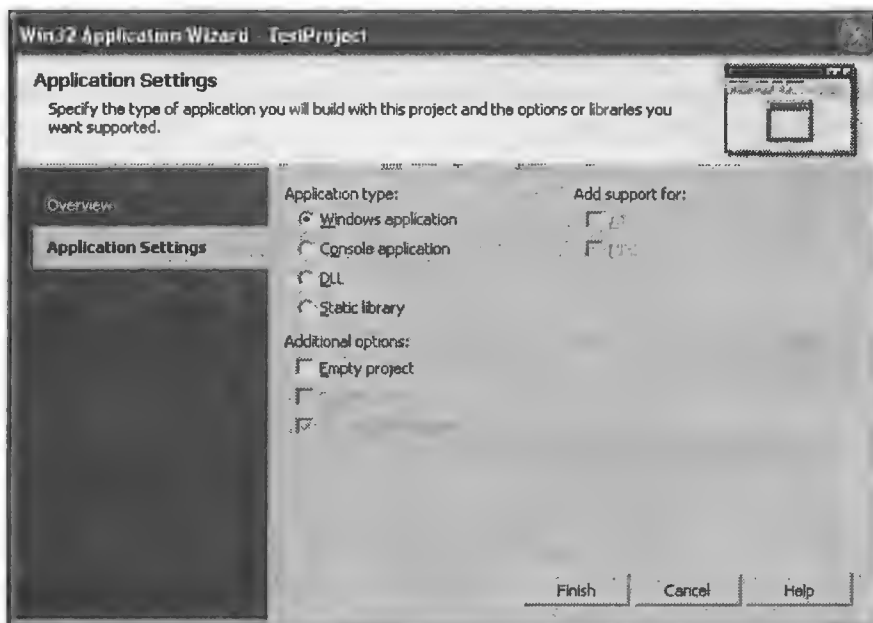 Win32 Application Wizard - TestProject
Application Settings
Specify the type of application you will build with this project and the options or libraries you
want supported.
Overview
Application Settings
Application type:
Windows application
Console application
DLL
Static library
Additional options:
Empty project
Add support for:
Finish
Cancel
Help